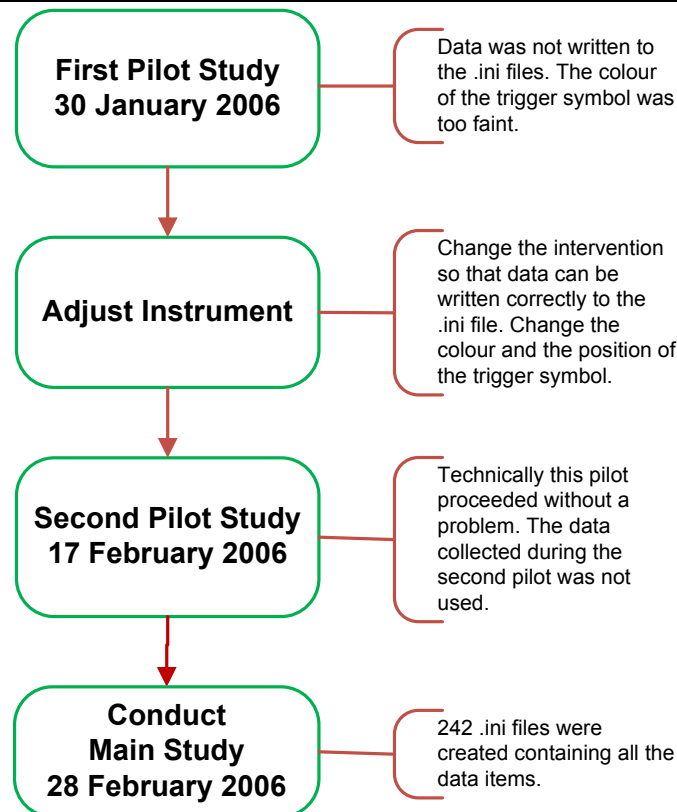 First Pilot Study
30 January 2006
Data was not written to
the .ini files. The colour
of the trigger symbol was
too faint.
Adjust Instrument
Change the intervention
so that data can be
written correctly to the
.ini file. Change the
colour and the position of
the trigger symbol.
Second Pilot Study
17 February 2006
Technically this pilot
proceeded without a
problem. The data
collected during the
second pilot was not
used.
Conduct
Main Study
28 February 2006
242 .ini files were
created containing all the
data items.